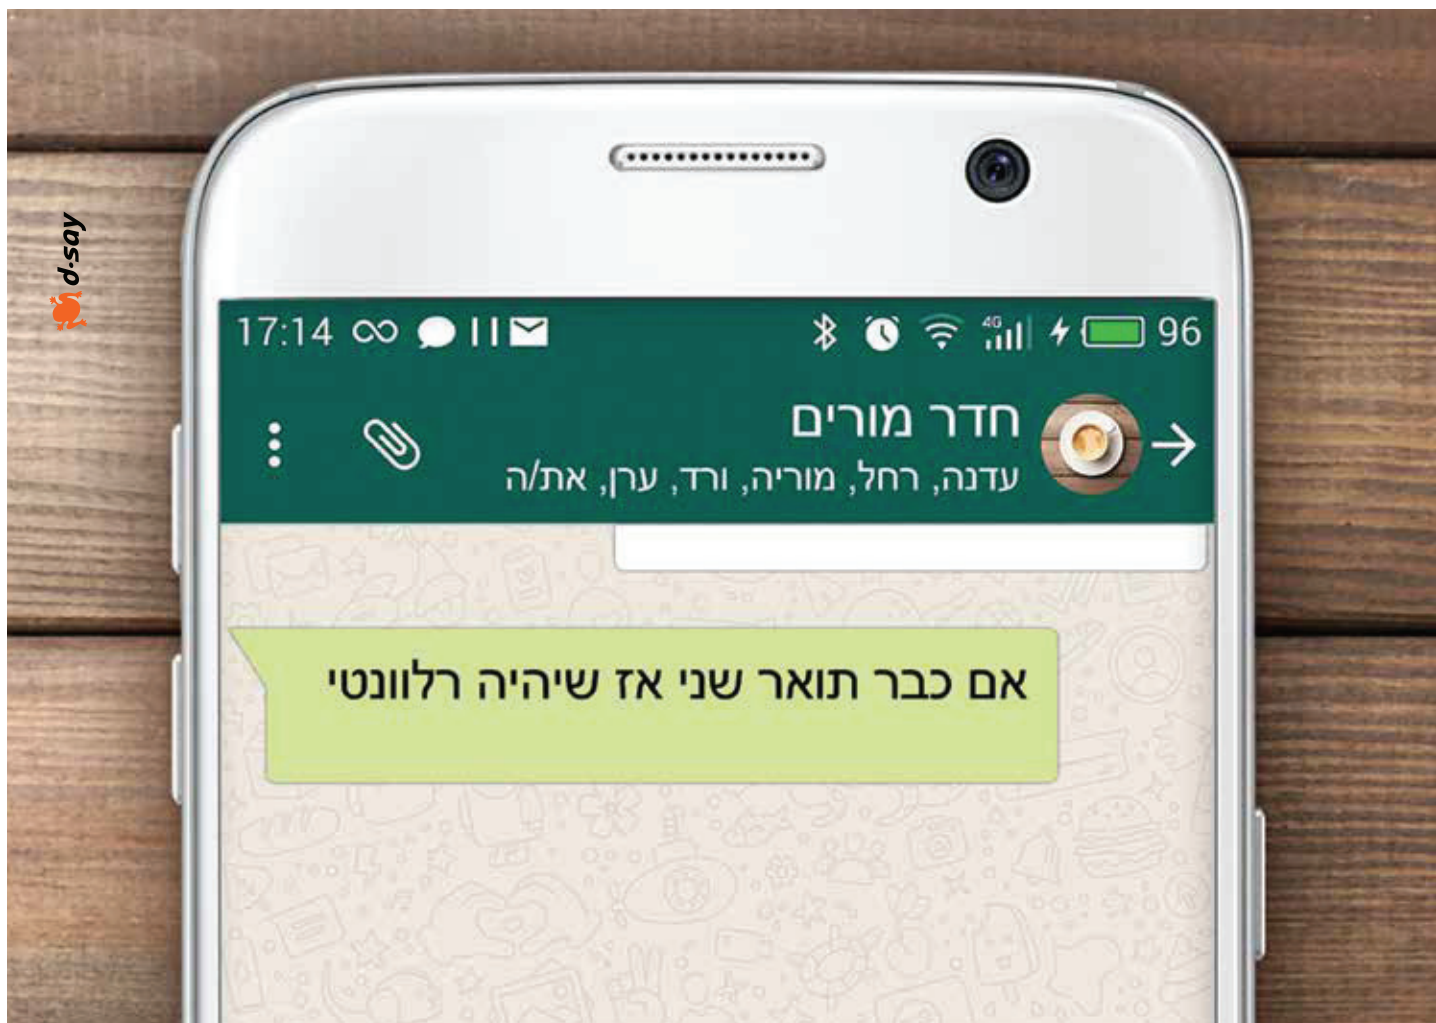 d-say
17:14 96
4G
חדר מורים
עדנה, רחל, מוריה, ורד, ערן, את/ה
אם כבר תואר שני אז שיהיה רלוונטי